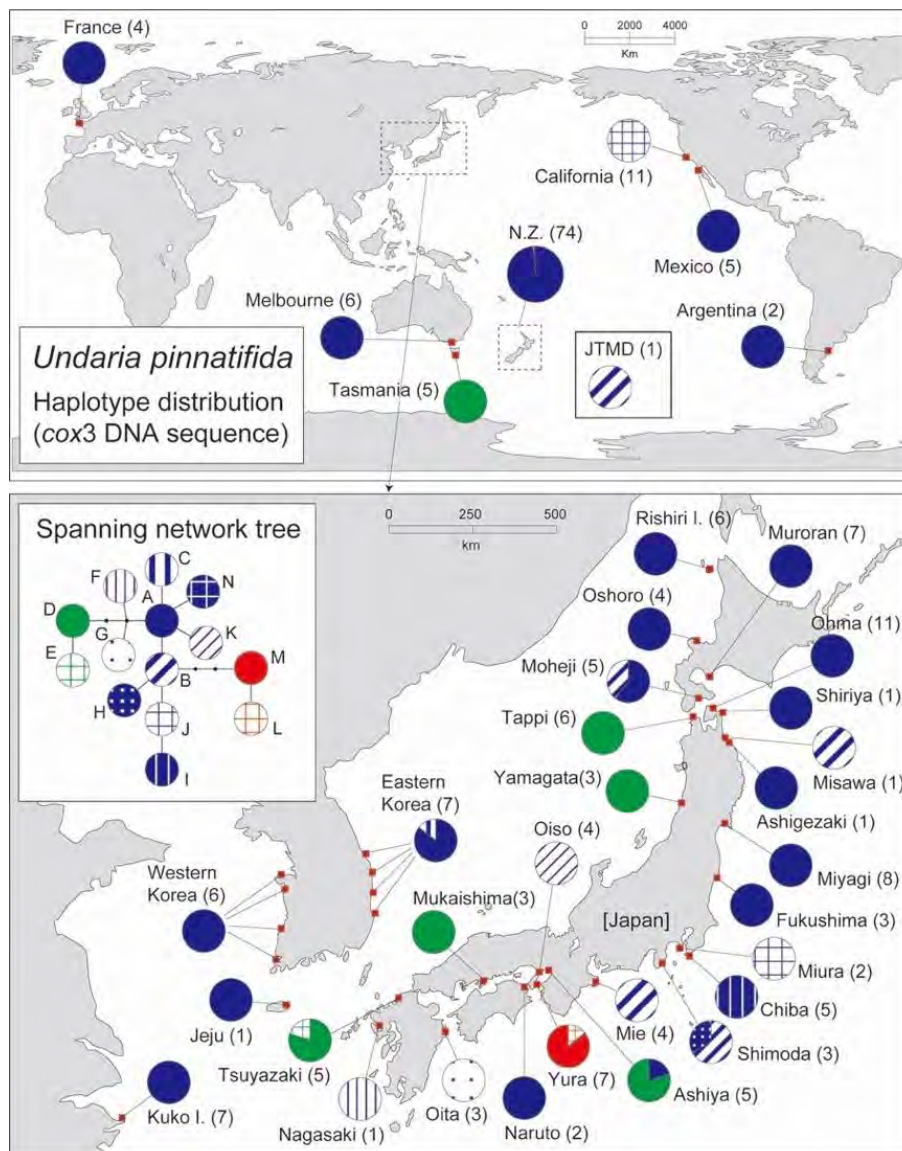 France (4)
0 2000 4000
Km
California (11)
N.Z. (74)
Mexico (5)
Melbourne (6)
Argentina (2)
Undaria pinnatifida
Haplotype distribution
(cox3 DNA sequence)
Tasmania (5)
JTMD (1)
Spanning network tree
C
F
A
N
D
G
K
E
B
M
H
J
L
I
0 250 500
km
Rishiri I. (6)
Muroran (7)
Oshoro (4)
Ohma (11)
Moheji (5)
Shiriya (1)
Tappi (6)
Misawa (1)
Yamagata(3)
Ashigezaki (1)
Eastern
Korea (7)
Oiso (4)
Miyagi (8)
Western
Korea (6)
Mukaishima(3)
[Japan]
Fukushima (3)
Miura (2)
Jeju (1)
Chiba (5)
Mie (4)
Shimoda (3)
Tsuyazaki (5)
Yura (7)
Kuko I. (7)
Oita (3)
Ashiya (5)
Nagasaki (1)
Naruto (2)